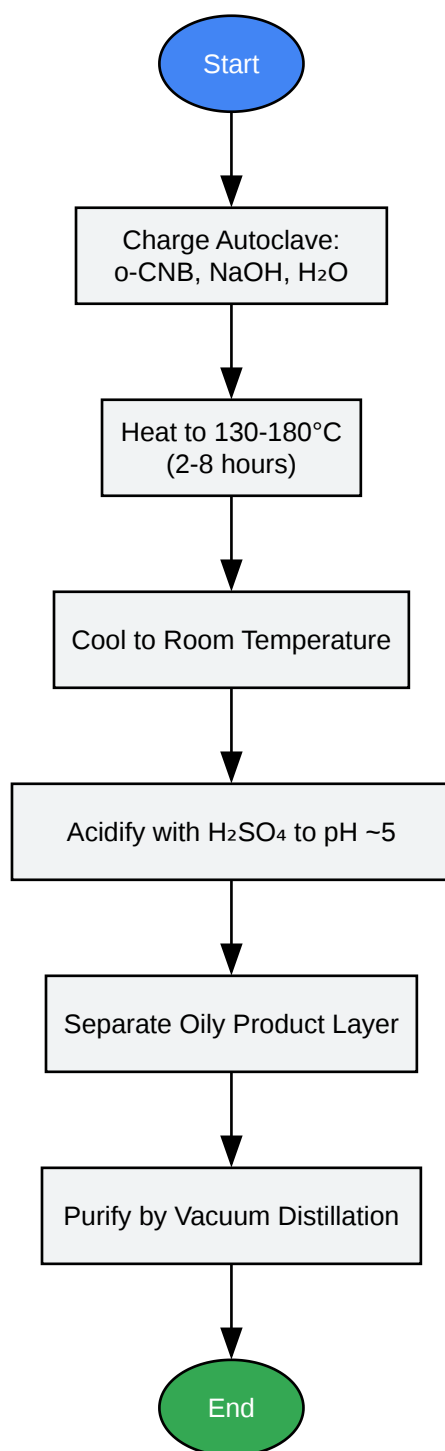 Start
Charge Autoclave:
o-CNB, NaOH, H₂O
Heat to 130-180°C
(2-8 hours)
Cool to Room Temperature
Acidify with H₂SO₄ to pH ~5
Separate Oily Product Layer
Purify by Vacuum Distillation
End